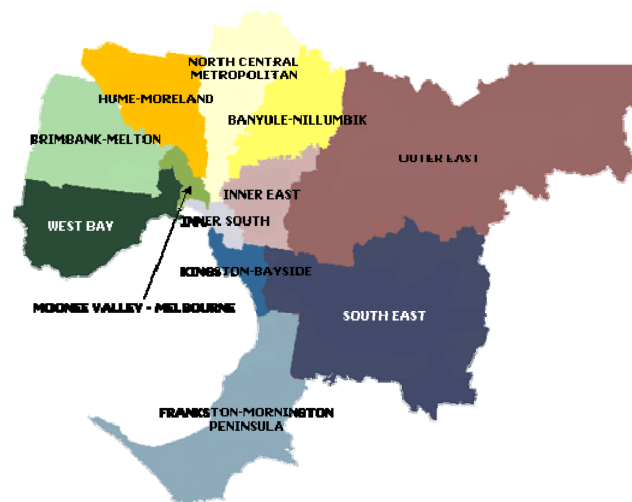 NORTH CENTRAL
METROPOLITAN
HUME-MORELAND
BANYULE-NILLUMBIK
BRIMBANK-MELTON
OUTER EAST
INNER EAST
WEST BAY
INNER SOUTH
KINGSTON-BAYSIDE
MOONEE VALLEY - MELBOURNE
SOUTH EAST
FRANKSTON-MORNINGTON
PENINSULA